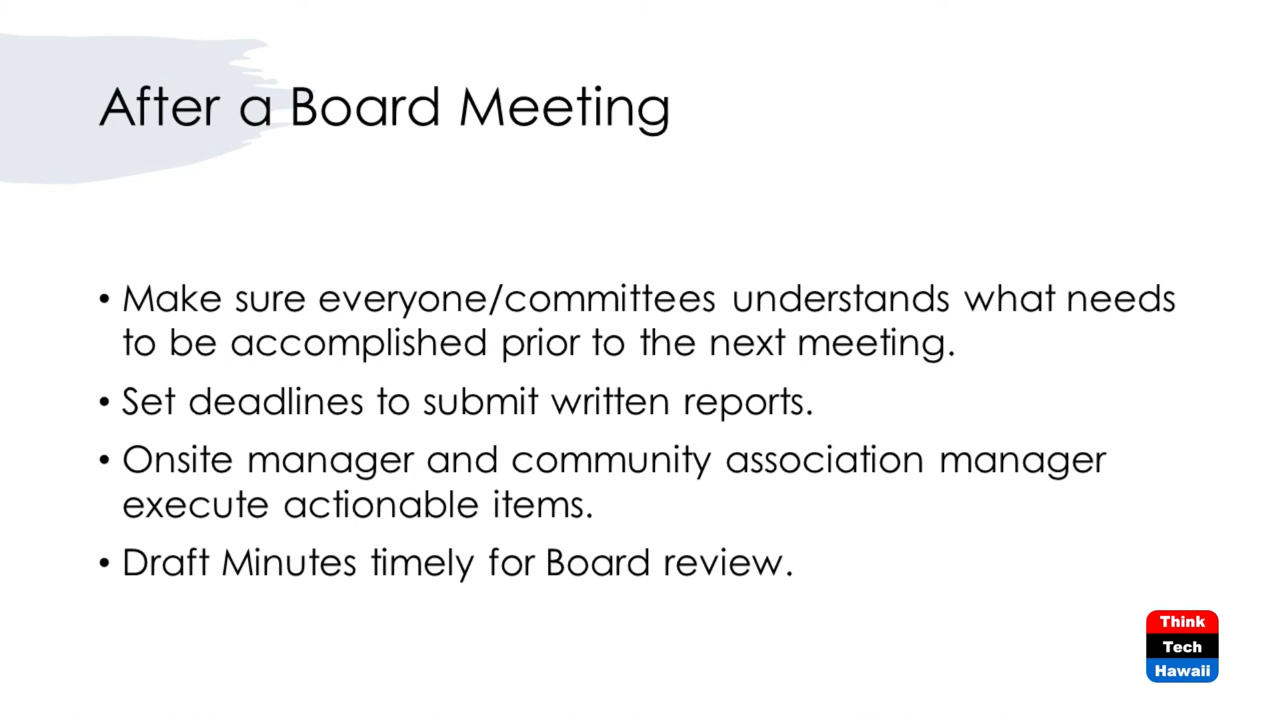 After a Board Meeting
• Make sure everyone/committees understands what needs
to be accomplished prior to the next meeting.
• Set deadlines to submit written reports.
• Onsite manager and community association manager
execute actionable items.
• Draft Minutes timely for Board review.
Think
Tech
Hawaii